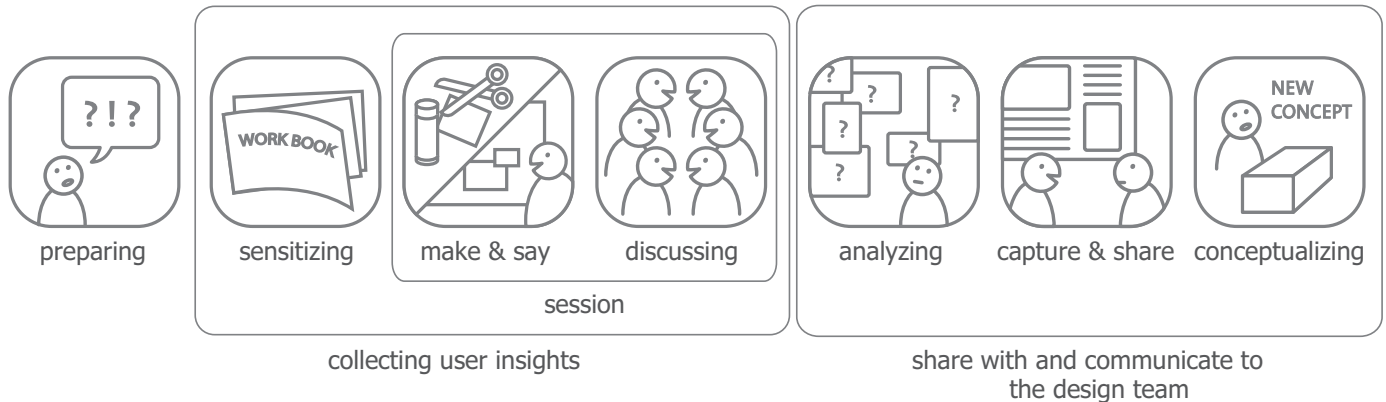 ? ! ?
WORK BOOK
?
?
?
?
?
?
NEW
CONCEPT
preparing
sensitizing
make & say
discussing
analyzing
capture & share
conceptualizing
session
collecting user insights
share with and communicate to
the design team